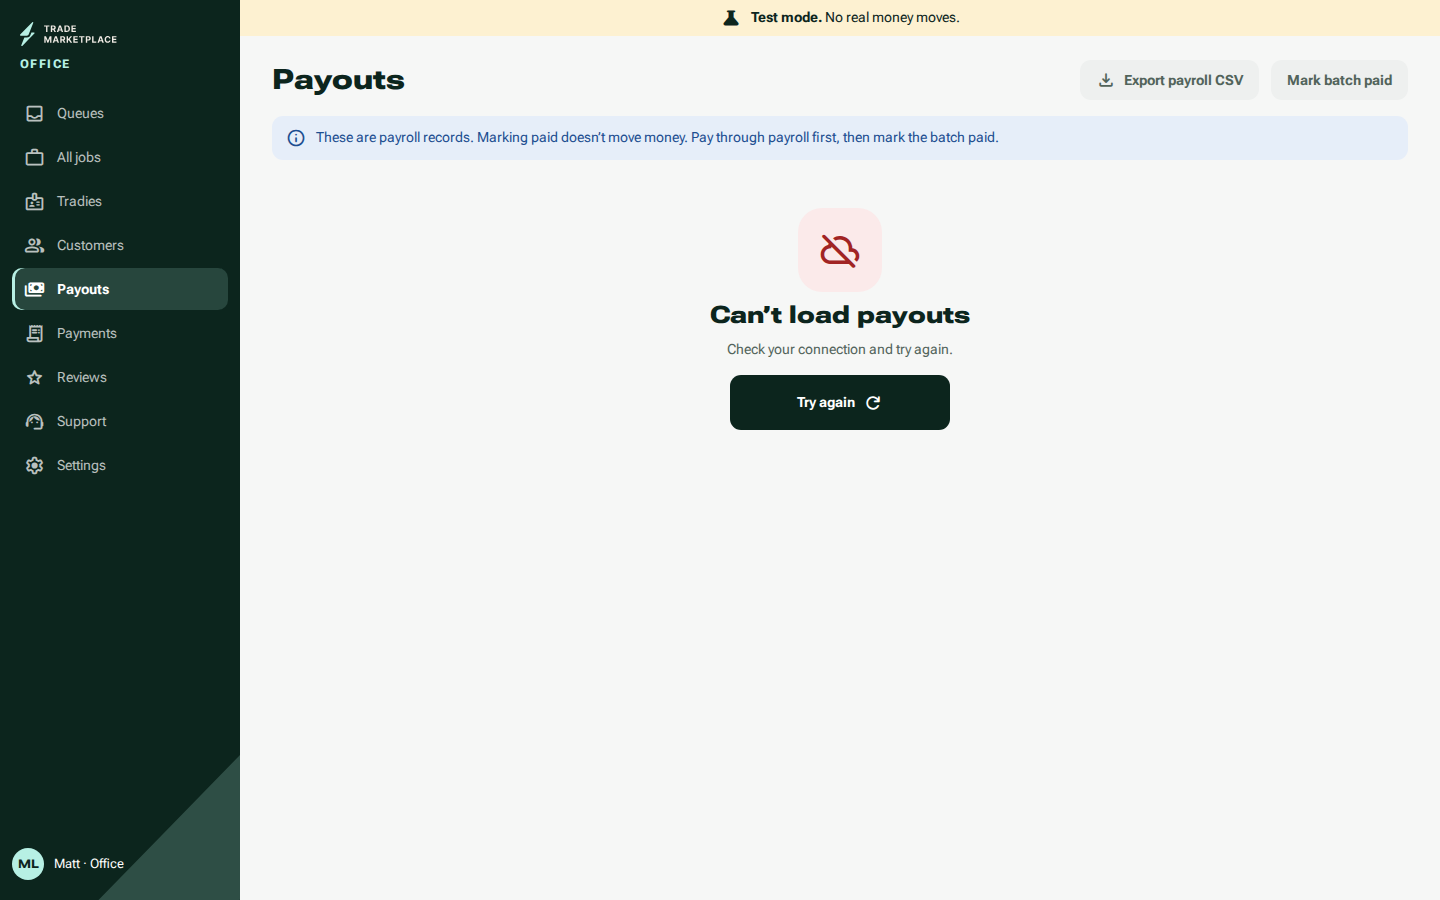 TRADE
MARKETPLACE
OFFICE
Queues
All jobs
Tradies
Customers
Payouts
Payments
Reviews
Support
Settings
ML
Matt · Office
Test mode. No real money moves.
Payouts
Export payroll CSV
Mark batch paid
These are payroll records. Marking paid doesn’t move money. Pay through payroll first, then mark the batch paid.
Can’t load payouts
Check your connection and try again.
Try again